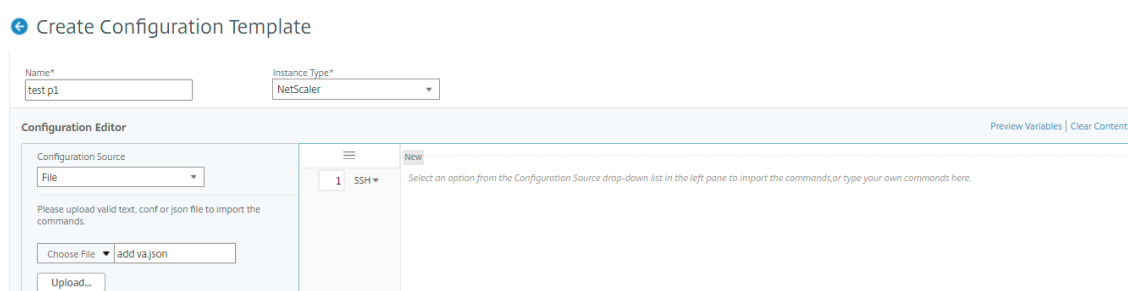 Create Configuration Template
Name*
Instance Type*
test p1
NetScaler
Configuration Editor
Preview Variables | Clear Content
Configuration Source
File
Please upload valid text, conf or json file to import the
commands.
Choose File
add va.json
Upload...
New
1 SSH
Select an option from the Configuration Source drop-down list in the left pane to import the commands,or type your own commands here.